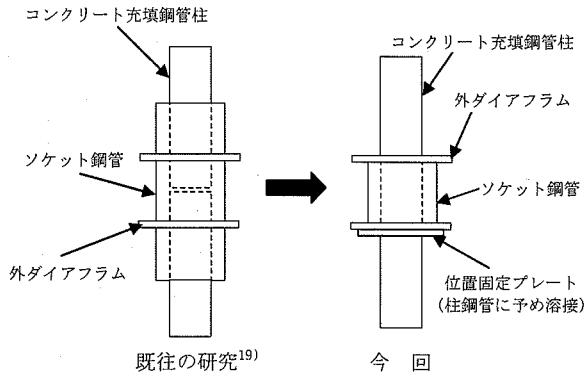 コンクリート充填鋼管柱
ソケット鋼管
外ダイアフラム
既往の研究19)
コンクリート充填鋼管柱
外ダイアフラム
ソケット鋼管
位置固定プレート
(柱鋼管に予め溶接)
今 回